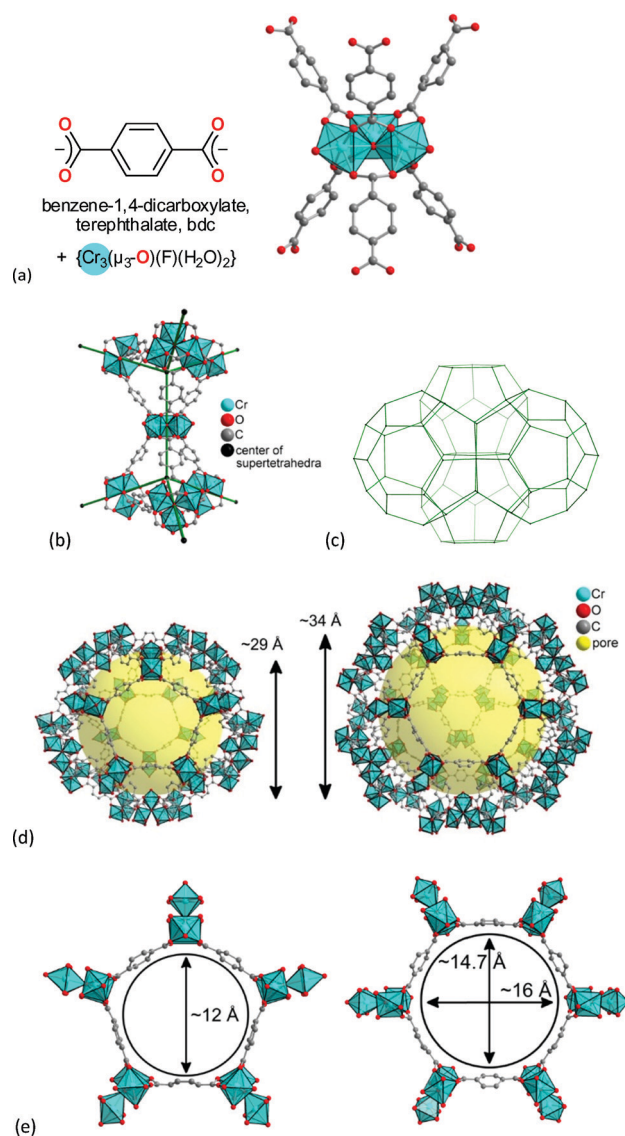 O
O
O
O
–
–
benzene-1,4-dicarboxylate,
terephthalate, bdc
+ {Cr₃(μ₃-O)(F)(H₂O)₂}
(a)
Cr
O
C
center of
supertetrahedra
(b)
(c)
~29 Å
~34 Å
Cr
O
C
pore
(d)
~12 Å
~14.7 Å
~16 Å
(e)